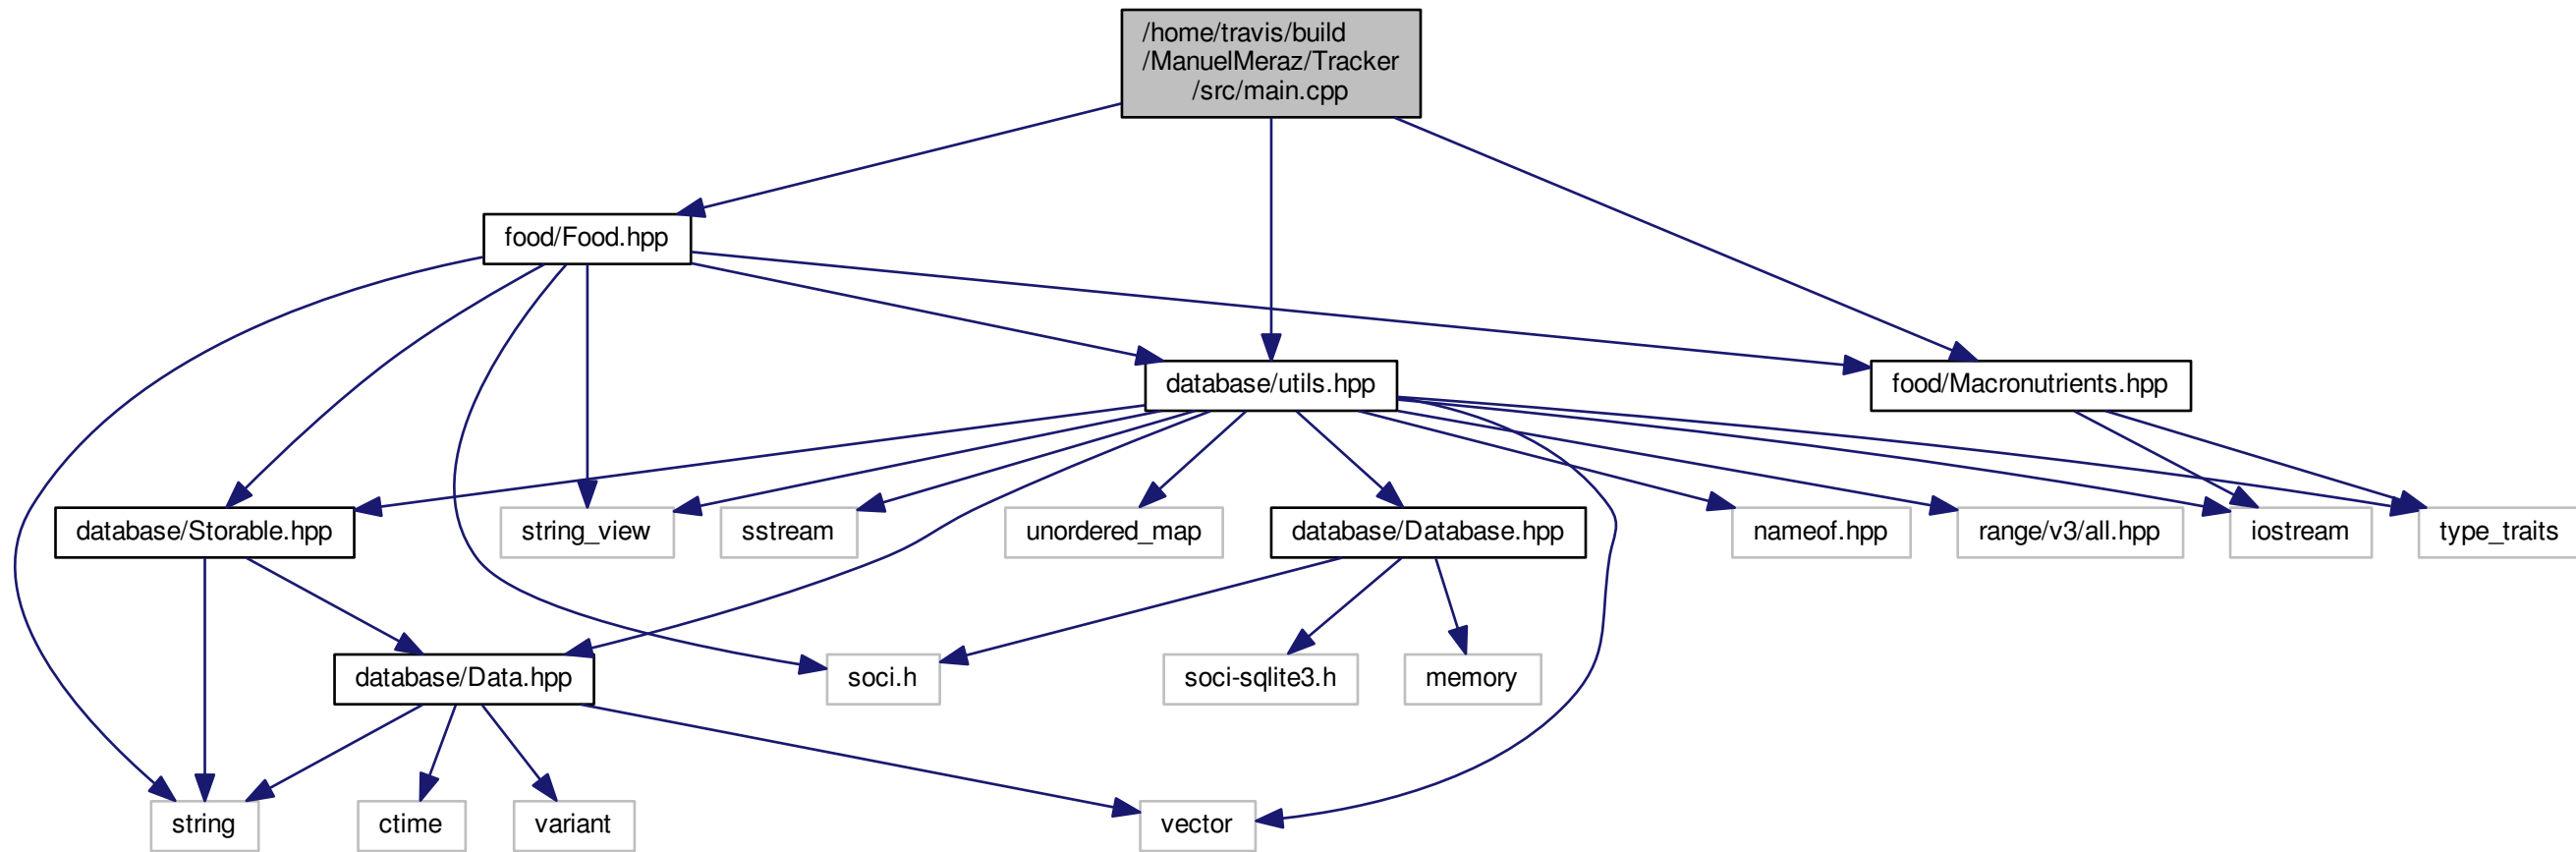 /home/travis/build
/ManuelMeraz/Tracker
/src/main.cpp
food/Food.hpp
database/utils.hpp
food/Macronutrients.hpp
database/Storable.hpp
string_view
sstream
unordered_map
database/Database.hpp
nameof.hpp
range/v3/all.hpp
iostream
type_traits
database/Data.hpp
soci.h
soci-sqlite3.h
memory
string
ctime
variant
vector